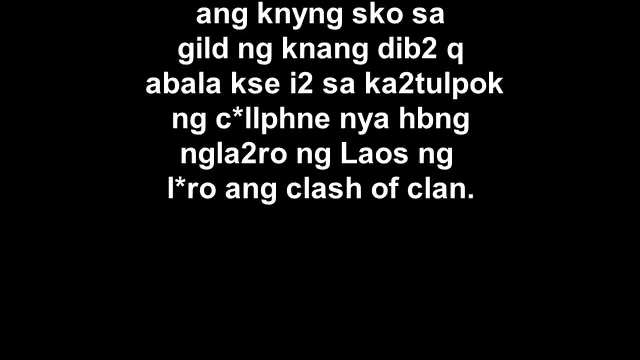 ang knyng sko sa
gild ng knang dib2 q
abala kse i2 sa ka2tulpok
ng c*llphne nya hbng
ngla2ro ng Laos ng
l*ro ang clash of clan.